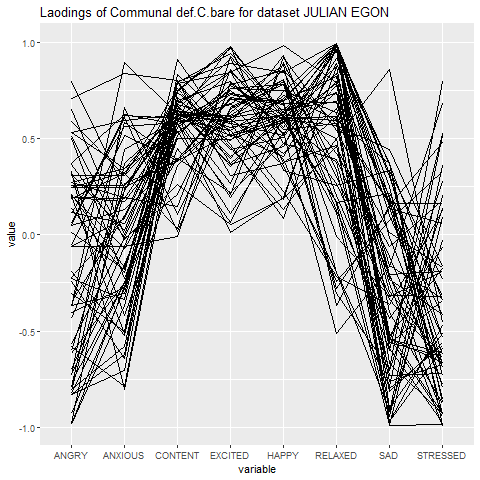 Laodings of Communal def.C.bare for dataset JULIAN EGON
1.0
0.5
0.0
-0.5
-1.0
value
ANGRY ANXIOUS CONTENT EXCITED HAPPY RELAXED SAD STRESSED
variable